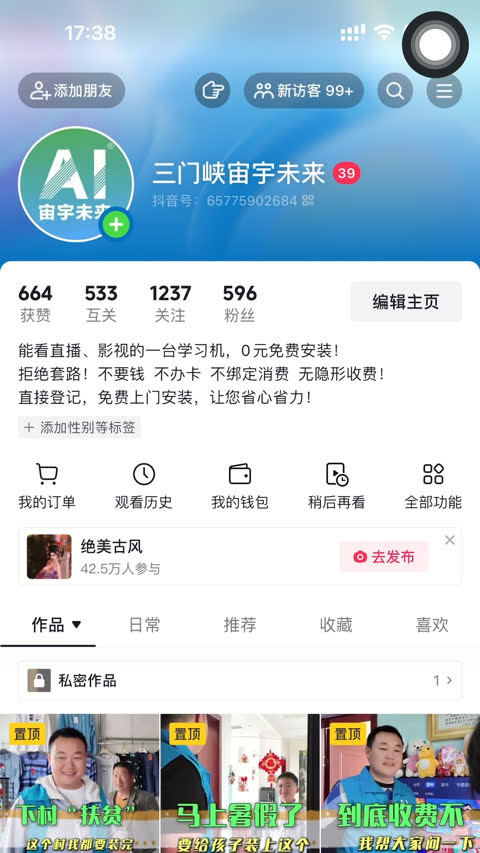 17:38
添加朋友
新访客 99+
AI
®
宙宇未来
三门峡宙宇未来
39
抖音号：65775902684
664 533 1237 596
获赞 互关 关注 粉丝
编辑主页
能看直播、影视的一台学习机，0元免费安装！
拒绝套路！不要钱 不办卡 不绑定消费 无隐形收费！
直接登记，免费上门安装，让您省心省力！
+ 添加性别等标签
我的订单 观看历史 我的钱包 稍后再看 全部功能
绝美古风
42.5万人参与
去发布
作品 日常 推荐 收藏 喜欢
私密作品
1
置顶 置顶 置顶
下村“扶贫” 马上暑假了 到底收费不
这个村我都要装完 要给孩子装上这个 我帮大家问一下